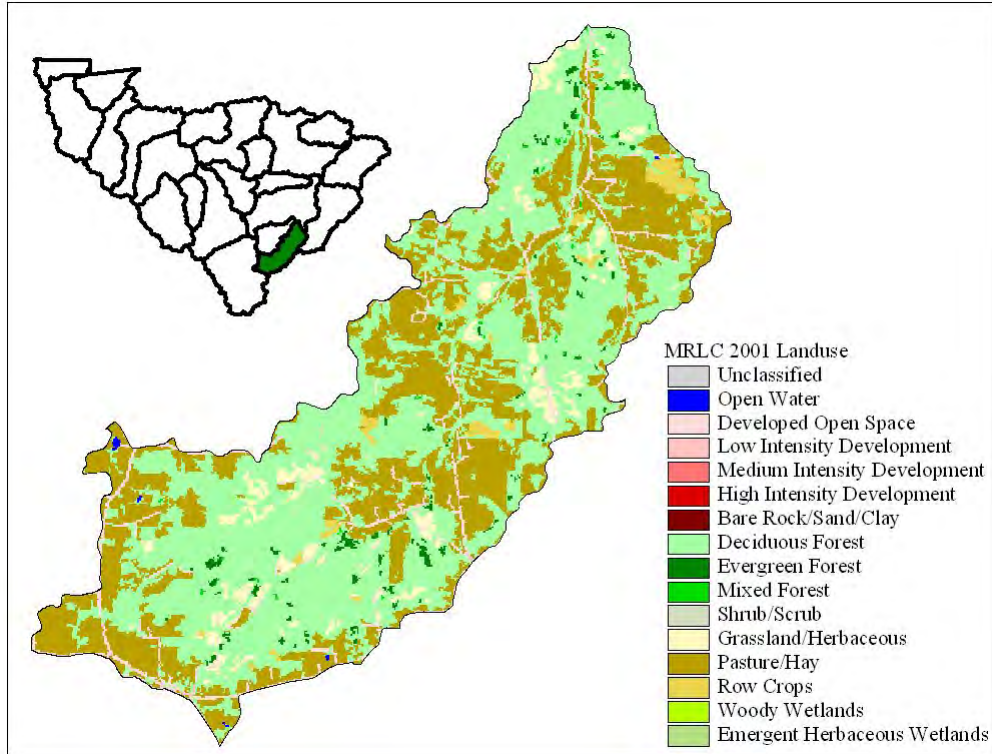 MRLC 2001 Landuse
Unclassified
Open Water
Developed Open Space
Low Intensity Development
Medium Intensity Development
High Intensity Development
Bare Rock/Sand/Clay
Deciduous Forest
Evergreen Forest
Mixed Forest
Shrub/Scrub
Grassland/Herbaceous
Pasture/Hay
Row Crops
Woody Wetlands
Emergent Herbaceous Wetlands